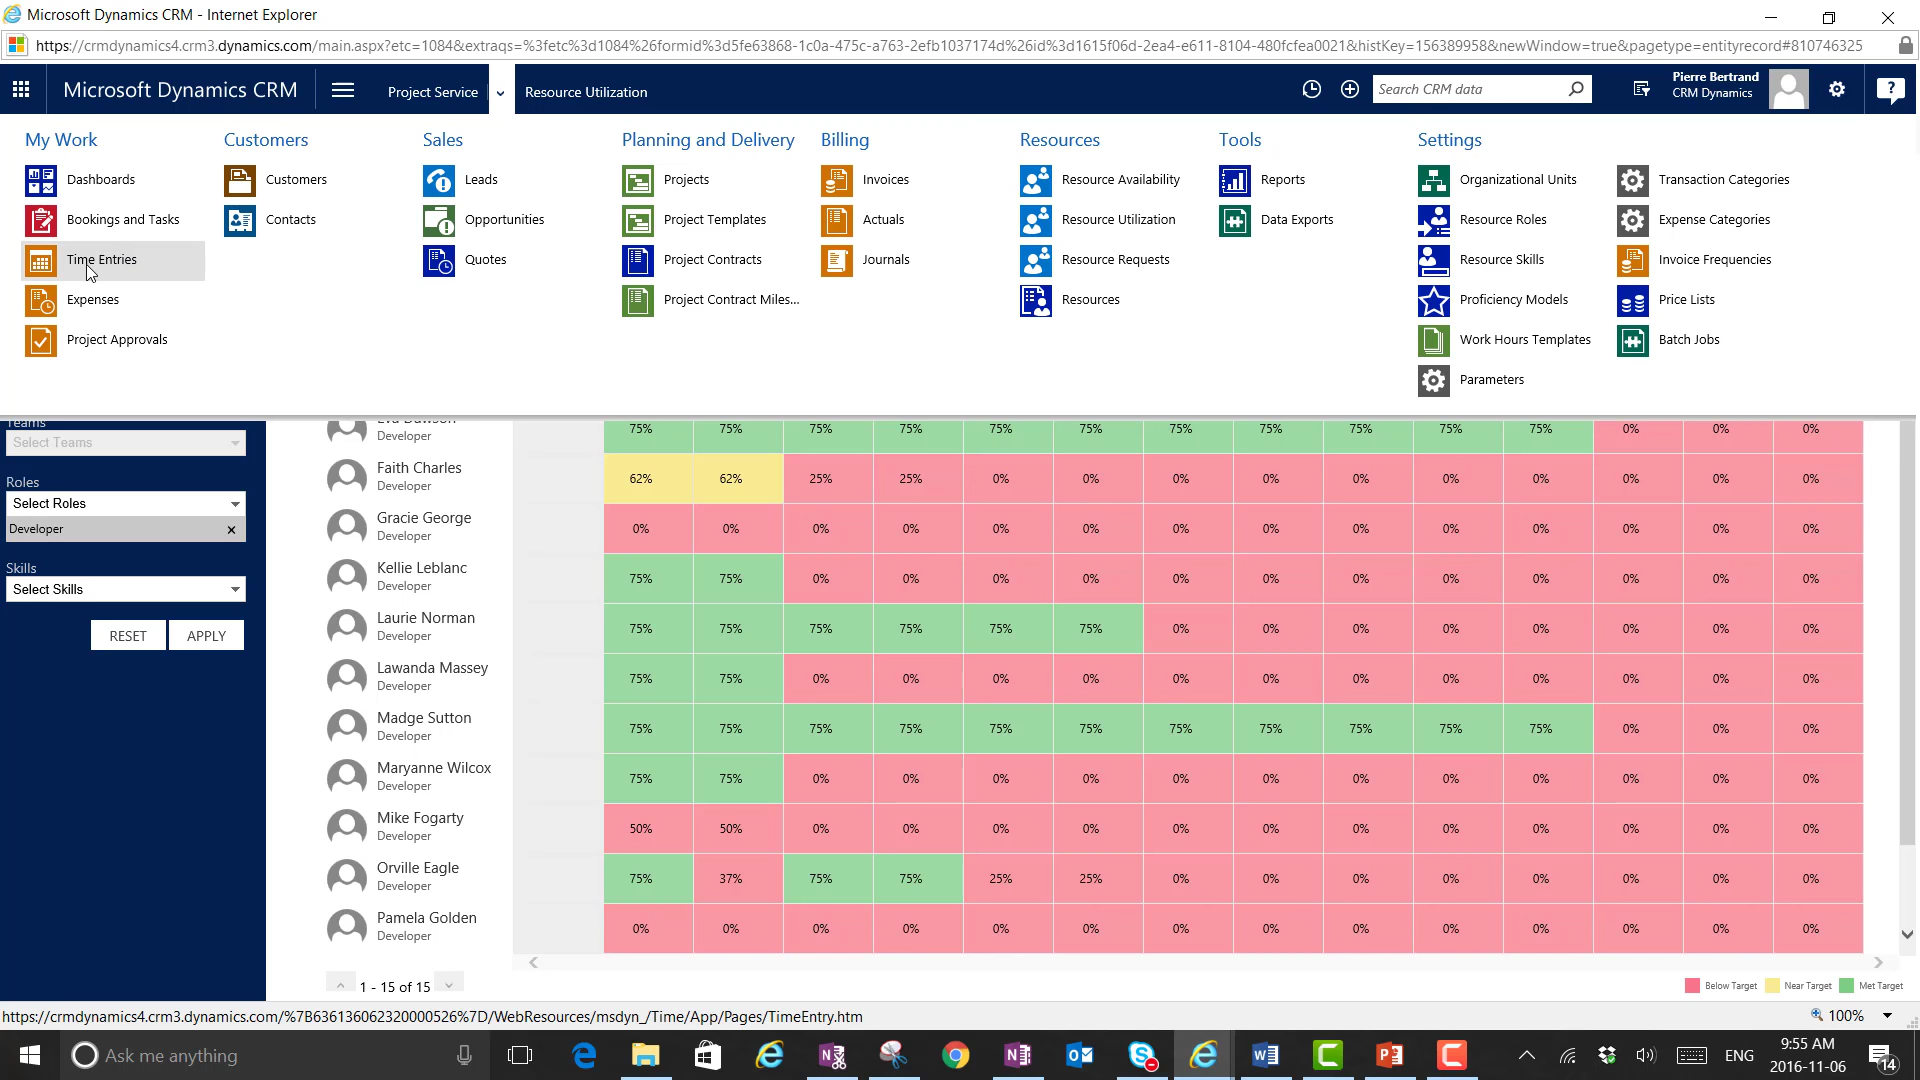 Microsoft Dynamics CRM - Internet Explorer
https://crmdynamics4.crm3.dynamics.com/main.aspx?etc=1084&extraqs=%3fetc%3d1084%26formid%3d5fe63868-1c0a-475c-a763-2efb1037174d%26id%3d1615f06d-2ea4-e611-8104-480fcfea0021&histKey=156389958&newWindow=true&pagetype=entityrecord#810746325
Microsoft Dynamics CRM
Project Service
Resource Utilization
Search CRM data
Pierre Bertrand
CRM Dynamics
?
My Work
Dashboards
Bookings and Tasks
Time Entries
Expenses
Project Approvals
Customers
Customers
Contacts
Sales
Leads
Opportunities
Quotes
Planning and Delivery
Projects
Project Templates
Project Contracts
Project Contract Miles...
Billing
Invoices
Actuals
Journals
Resources
Resource Availability
Resource Utilization
Resource Requests
Resources
Tools
Reports
Data Exports
Settings
Organizational Units
Resource Roles
Resource Skills
Proficiency Models
Work Hours Templates
Parameters
Transaction Categories
Expense Categories
Invoice Frequencies
Price Lists
Batch Jobs
Teams
Select Teams
Roles
Select Roles
Developer x
Skills
Select Skills
RESET APPLY
Eva Dawson
Developer
75% 75% 75% 75% 75% 75% 75% 75% 75% 75% 75% 0% 0% 0%
Faith Charles
Developer
62% 62% 25% 25% 0% 0% 0% 0% 0% 0% 0% 0% 0% 0%
Gracie George
Developer
0% 0% 0% 0% 0% 0% 0% 0% 0% 0% 0% 0% 0% 0%
Kellie Leblanc
Developer
75% 75% 0% 0% 0% 0% 0% 0% 0% 0% 0% 0% 0% 0%
Laurie Norman
Developer
75% 75% 75% 75% 75% 75% 0% 0% 0% 0% 0% 0% 0% 0%
Lawanda Massey
Developer
75% 75% 0% 0% 0% 0% 0% 0% 0% 0% 0% 0% 0% 0%
Madge Sutton
Developer
75% 75% 75% 75% 75% 75% 75% 75% 75% 75% 75% 0% 0% 0%
Maryanne Wilcox
Developer
75% 75% 0% 0% 0% 0% 0% 0% 0% 0% 0% 0% 0% 0%
Mike Fogarty
Developer
50% 50% 0% 0% 0% 0% 0% 0% 0% 0% 0% 0% 0% 0%
Orville Eagle
Developer
75% 37% 75% 75% 25% 25% 0% 0% 0% 0% 0% 0% 0% 0%
Pamela Golden
Developer
0% 0% 0% 0% 0% 0% 0% 0% 0% 0% 0% 0% 0% 0%
1 - 15 of 15
Below Target Near Target Met Target
https://crmdynamics4.crm3.dynamics.com/%7B636136062320000526%7D/WebResources/msdyn_/Time/App/Pages/TimeEntry.htm
100%
Ask me anything
ENG
9:55 AM
2016-11-06
14